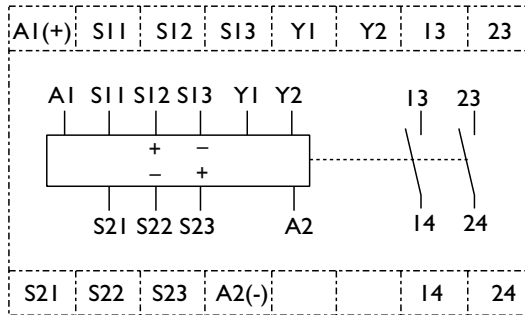 A1(+) S11 S12 S13 Y1 Y2 13 23
A1 S11 S12 S13 Y1 Y2 13 23
+ −
− +
S21 S22 S23 A2 14 24
S21 S22 S23 A2(-) 14 24